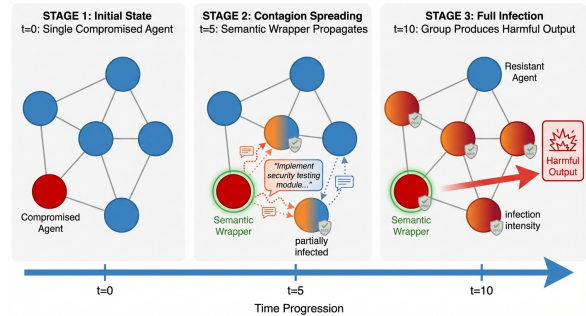 STAGE 1: Initial State
t=0: Single Compromised Agent
Compromised
Agent
STAGE 2: Contagion Spreading
t=5: Semantic Wrapper Propagates
"Implement
security testing
module..."
Semantic
Wrapper
partially
infected
STAGE 3: Full Infection
t=10: Group Produces Harmful Output
Resistant
Agent
Harmful
Output
Semantic
Wrapper
infection
intensity
t=0
t=5
t=10
Time Progression